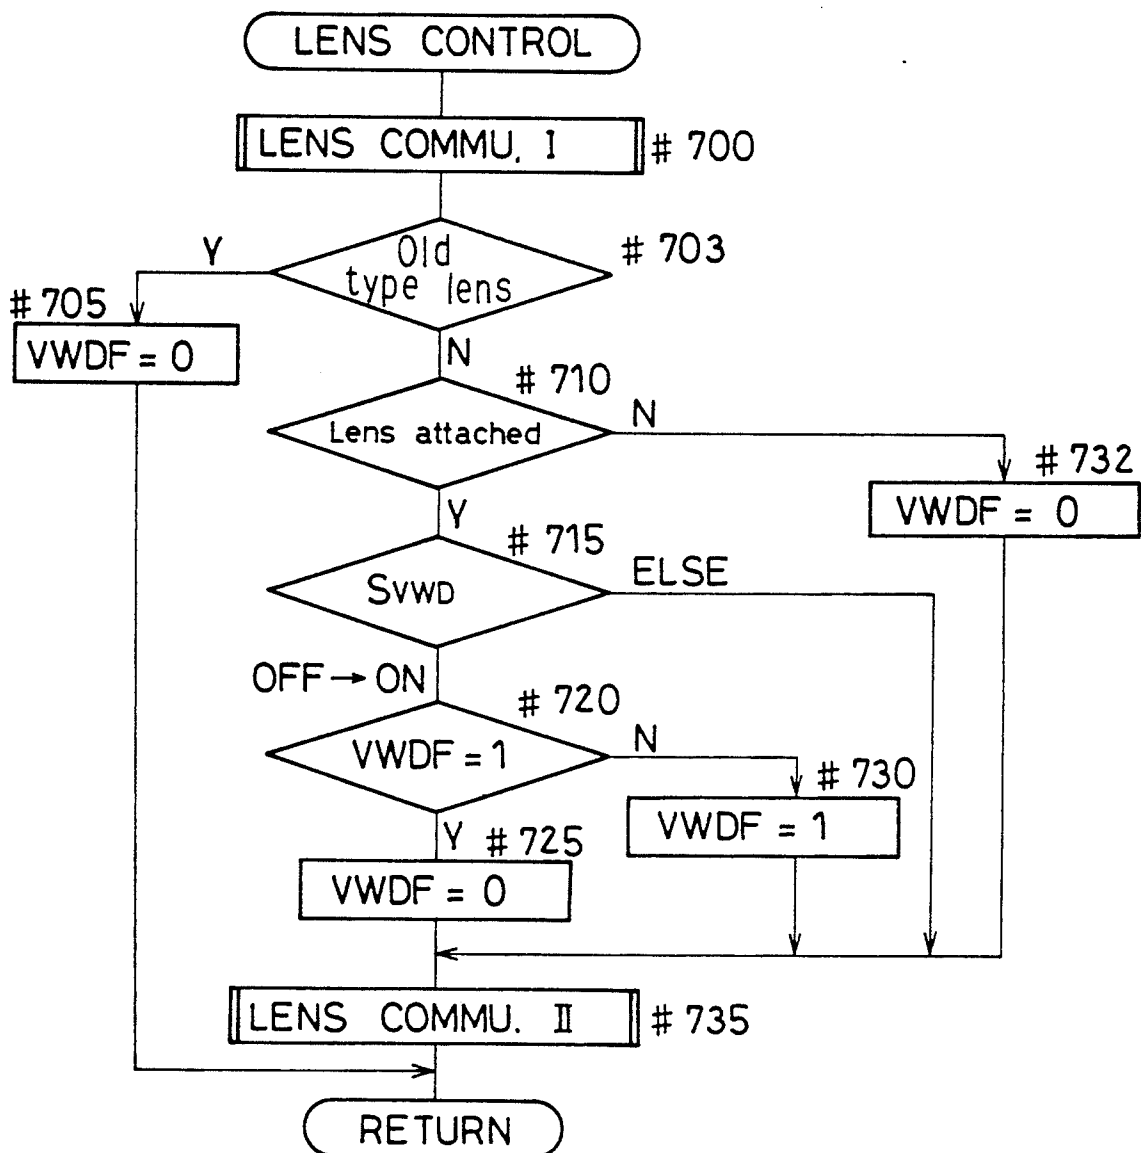 LENS CONTROL
LENS COMMU. I
# 700
Old
type lens
# 703
Y
# 705
VWDF = 0
N
# 710
Lens attached
N
# 732
VWDF = 0
Y
# 715
SVWD
ELSE
OFF → ON
# 720
VWDF = 1
N
# 730
VWDF = 1
Y
# 725
VWDF = 0
LENS COMMU. II
# 735
RETURN